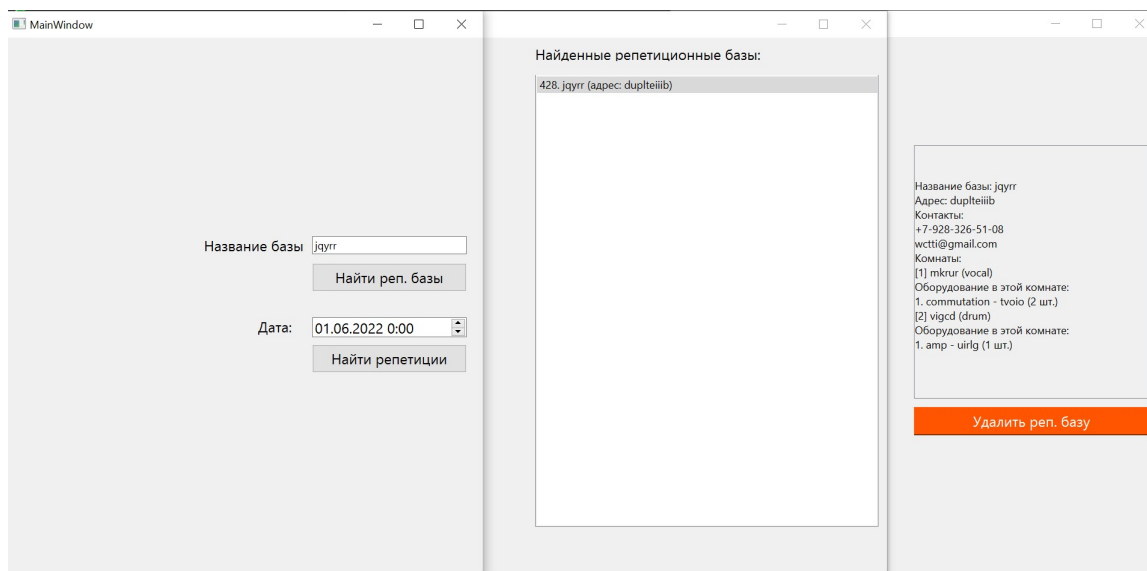 MainWindow
Название базы
jqyrr
Найти реп. базы
Дата:
01.06.2022 0:00
Найти репетиции
Найденные репетиционные базы:
428. jqyrr (адрес: duplteiiib)
Название базы: jqyrr
Адрес: duplteiiib
Контакты:
+7-928-326-51-08
wctti@gmail.com
Комнаты:
[1] mkrur (vocal)
Оборудование в этой комнате:
1. commutation - tvoio (2 шт.)
[2] vigcd (drum)
Оборудование в этой комнате:
1. amp - uirlg (1 шт.)
Удалить реп. базу